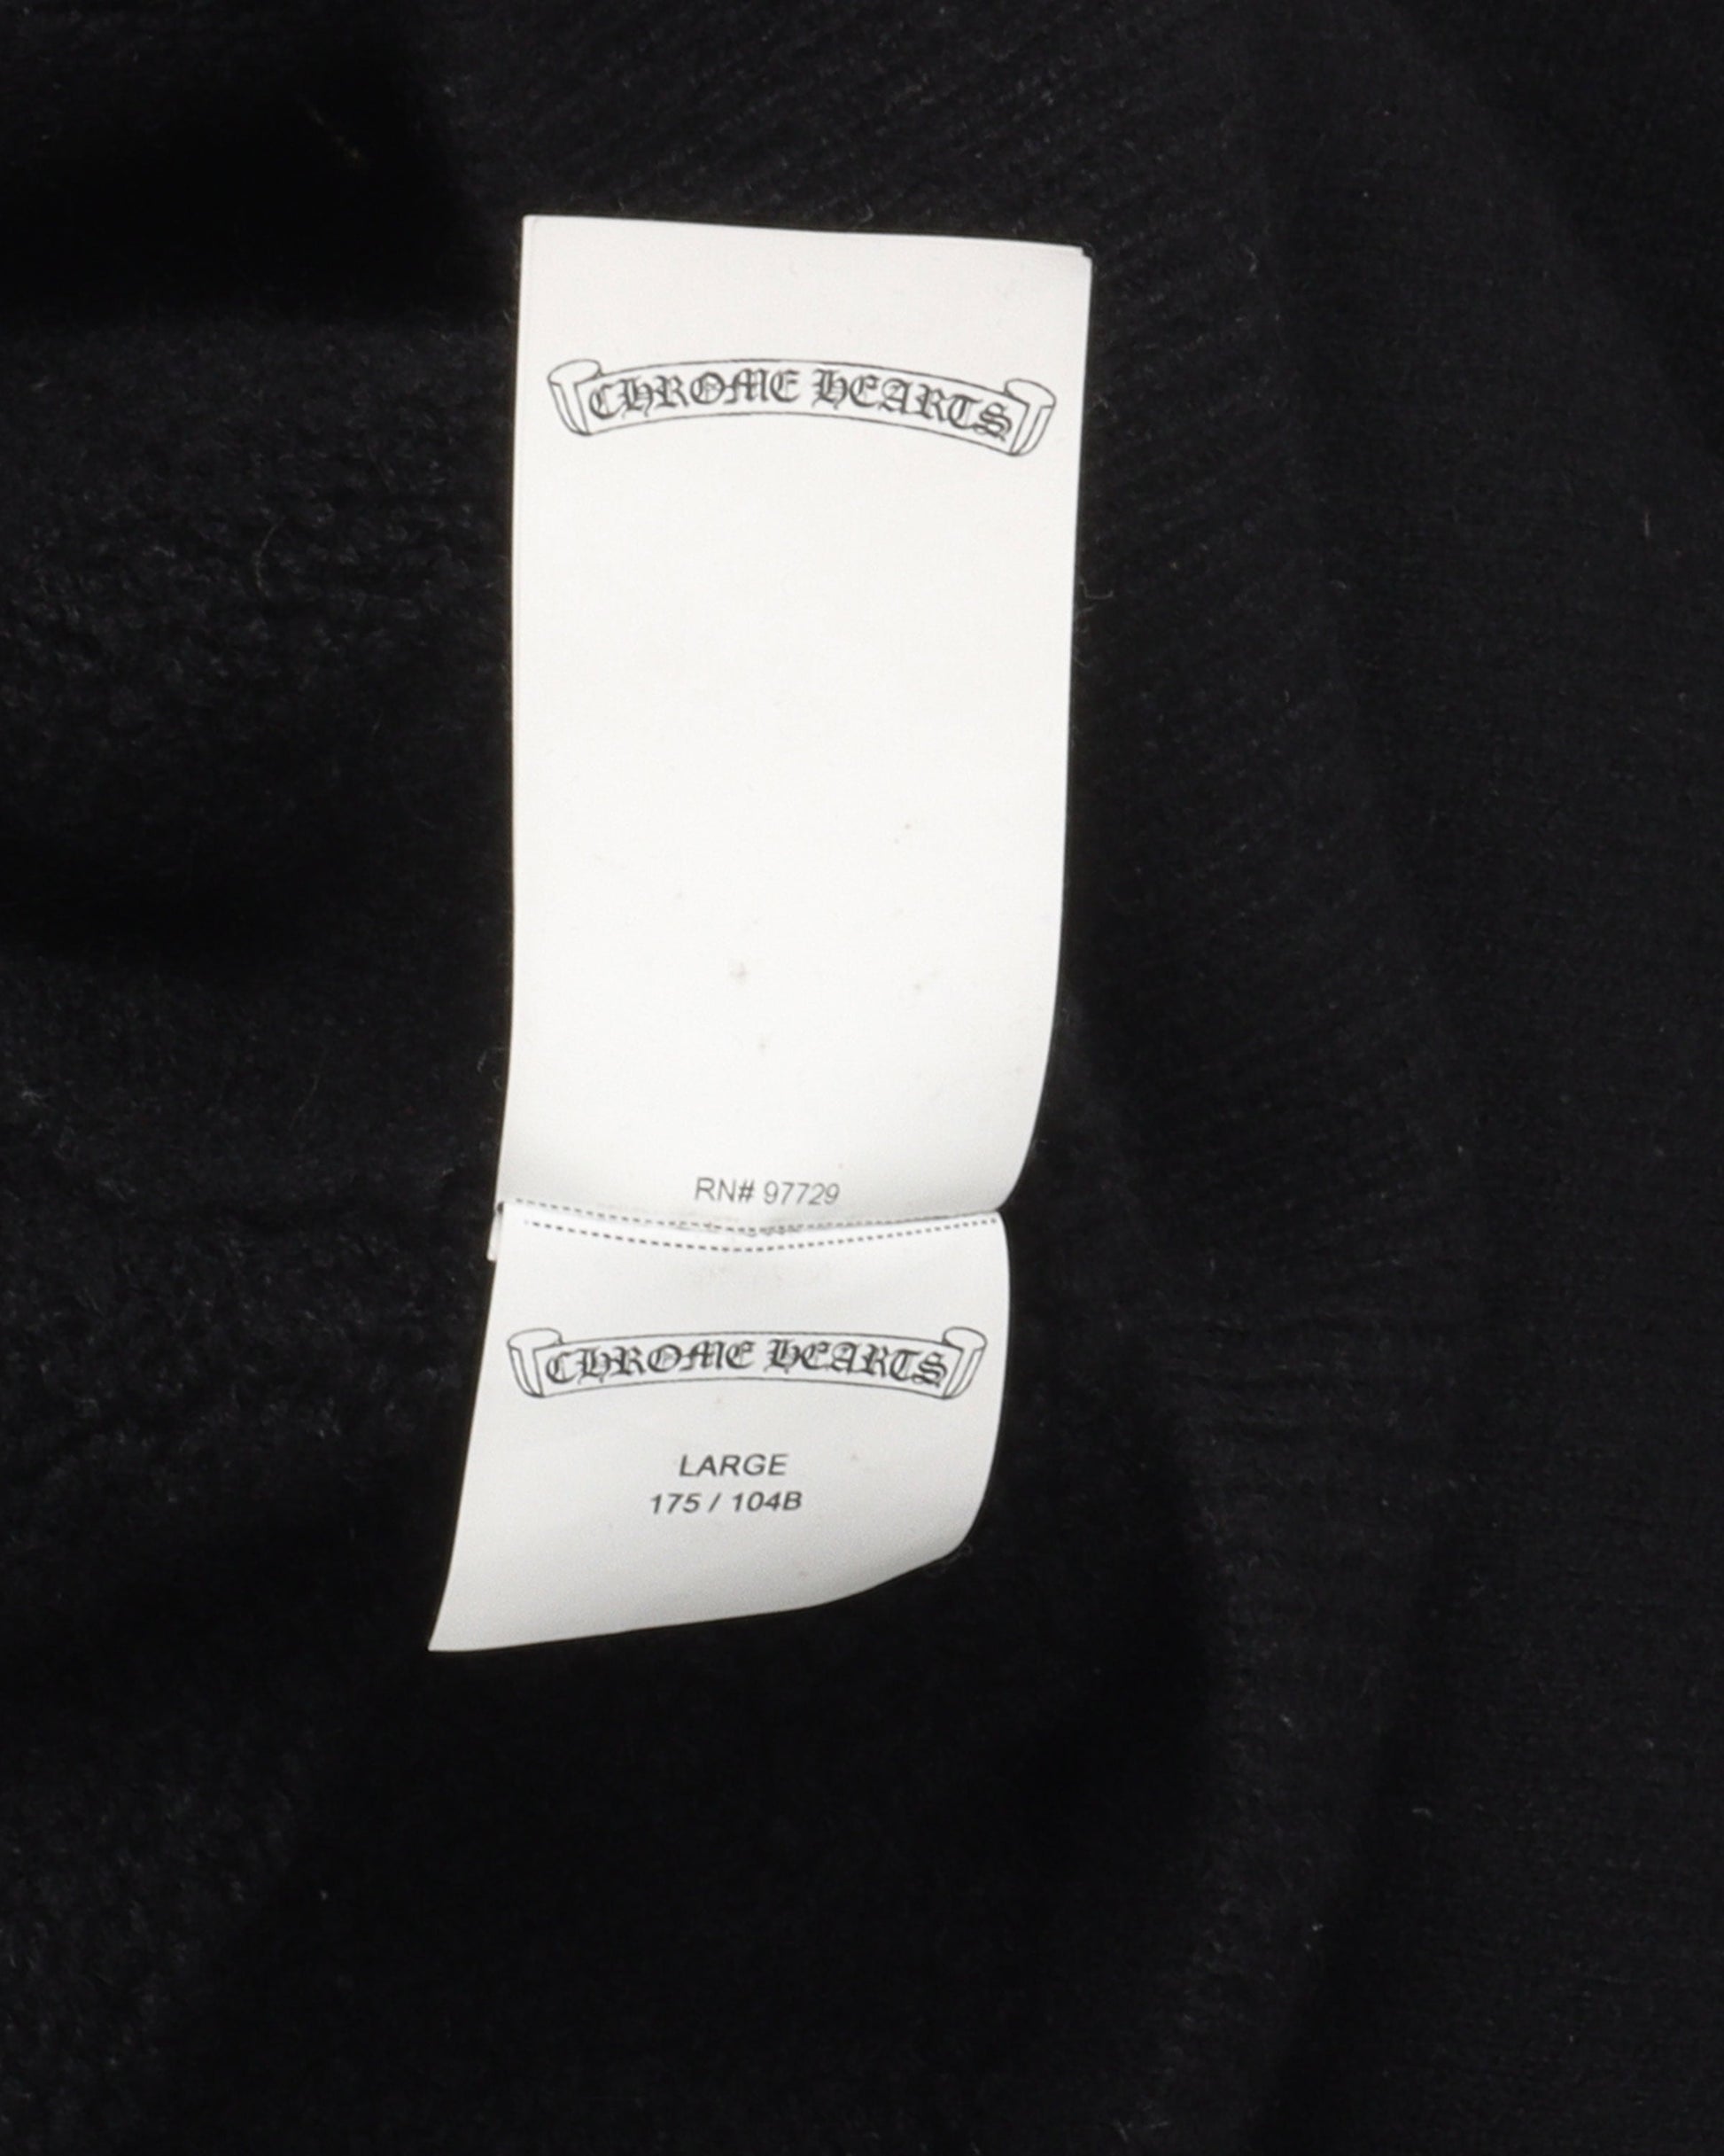 CHROME HEARTS
RN# 97729
CHROME HEARTS
LARGE
175 / 104B